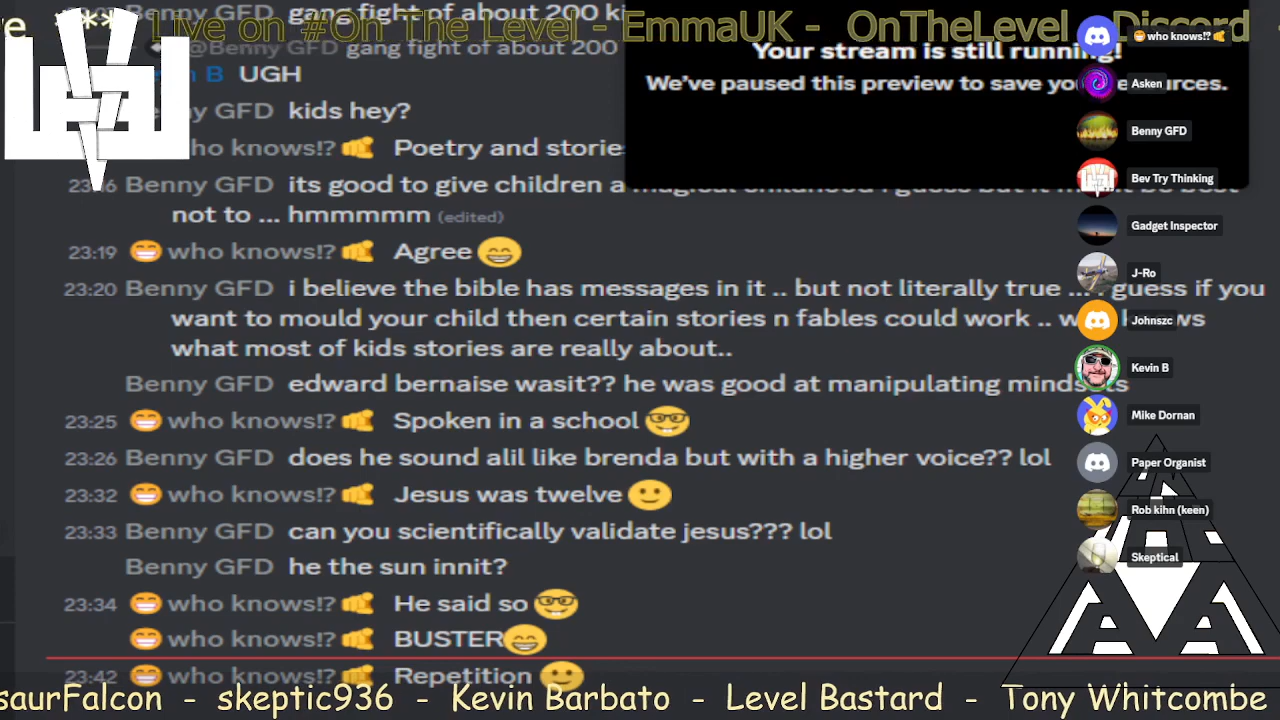 e *** Live on #On The Level - EmmaUK - OnTheLevel - Discord -
gang fight of about 200 ki
@Benny GFD gang fight of about 200
Your stream is still running!
We've paused this preview to save your resources.
B UGH
GFD kids hey?
who knows!? Poetry and storie
Benny GFD its good to give children a magical childhood i guess but it might be best
not to ... hmmmmm (edited)
23:19 who knows!? Agree
23:20 Benny GFD i believe the bible has messages in it .. but not literally true ... guess if you
want to mould your child then certain stories n fables could work ..
what most of kids stories are really about..
Benny GFD edward bernaise wasit?? he was good at manipulating mindsets
23:25 who knows!? Spoken in a school
23:26 Benny GFD does he sound alil like brenda but with a higher voice?? lol
23:32 who knows!? Jesus was twelve
23:33 Benny GFD can you scientifically validate jesus??? lol
Benny GFD he the sun innit?
23:34 who knows!? He said so
who knows!? BUSTER
23:42 who knows!? Repetition
who knows!?
Asken
Benny GFD
Bev Try Thinking
Gadget Inspector
J-Ro
Johnszc
Kevin B
Mike Dornan
Paper Organist
Rob kihn (keen)
Skeptical
saurFalcon - skeptic936 - Kevin Barbato - Level Bastard - Tony Whitcombe